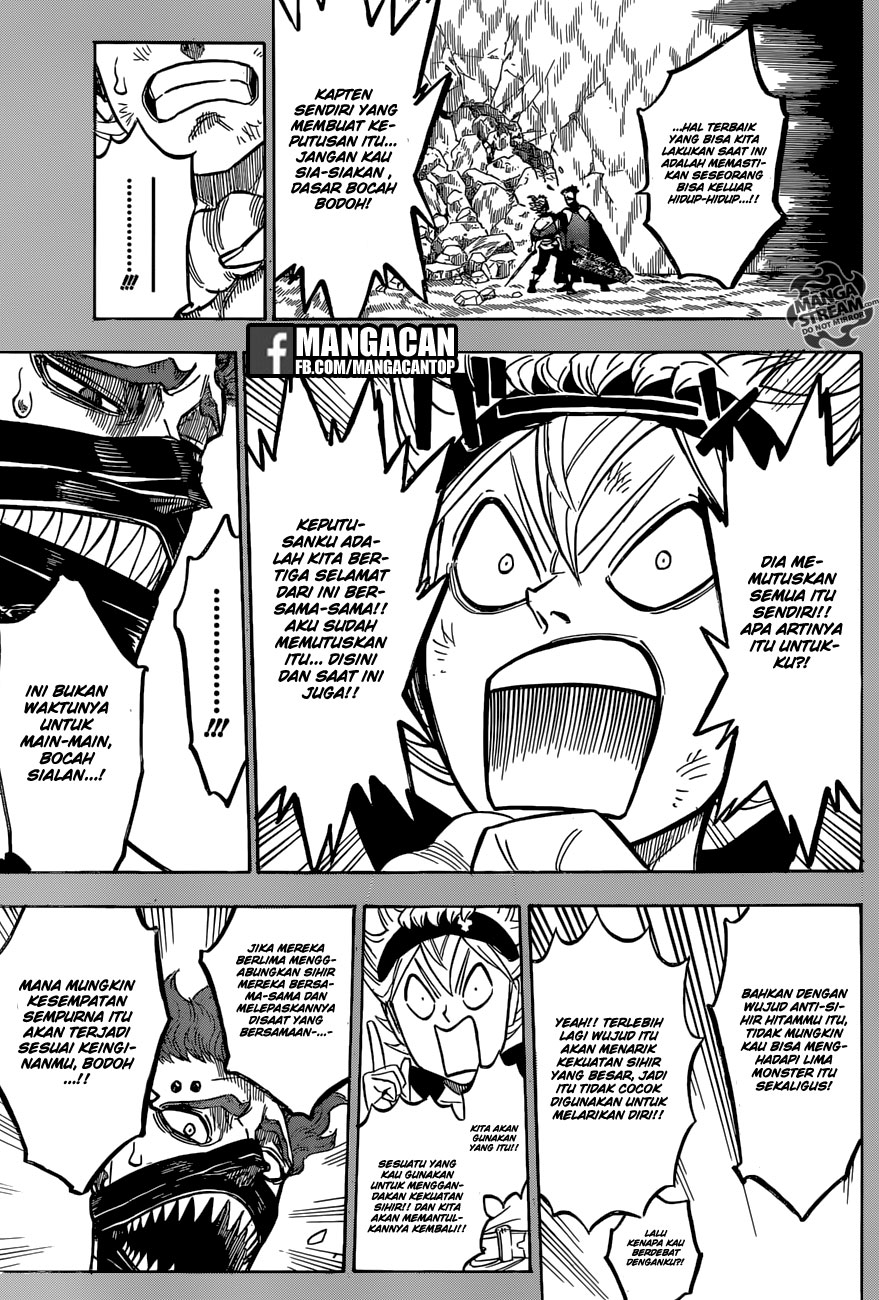 ...HAL TERBAIK
YANG BISA KITA
LAKUKAN SAAT INI
ADALAH MEMASTI-
KAN SESEORANG
BISA KELUAR
HIDUP-HIDUP...!!
KAPTEN
SENDIRI YANG
MEMBUAT KE-
PUTUSAN ITU...
JANGAN KAU
SIA-SIAKAN ,
DASAR BOCAH
BODOH!
.........!!!
MANGA
STREAM.COM
DO NOT MIRROR
MANGACAN
FB.COM/MANGACANTOP
DIA ME-
MUTUSKAN
SEMUA ITU
SENDIRI!!
APA ARTINYA
ITU UNTUK-
KU?!
KEPUTU-
SANKU ADA-
LAH KITA BER-
TIGA SELAMAT
DARI INI BER-
SAMA-SAMA!!
AKU SUDAH
MEMUTUSKAN
ITU... DISINI
DAN SAAT INI
JUGA!!
............!!!
INI BUKAN
WAKTUNYA
UNTUK
MAIN-MAIN,
BOCAH
SIALAN...!
BAHKAN DENGAN
WUJUD ANTI-SI-
HIR HITAMMU ITU,
TIDAK MUNGKIN
KAU BISA MENG-
HADAPI LIMA
MONSTER ITU
SEKALIGUS!
YEAH!! TERLEBIH
LAGI WUJUD ITU
AKAN MENARIK
KEKUATAN SIHIR
YANG BESAR, JADI
ITU TIDAK COCOK
DIGUNAKAN UNTUK
MELARIKAN DIRI!!
LALU
KENAPA KAU
BERDEBAT
DENGANKU?!
KITA AKAN
GUNAKAN
YANG ITU!!
SESUATU YANG
KAU GUNAKAN
UNTUK MENGGAN-
DAKAN KEKUATAN
SIHIR!! DAN KITA
AKAN MEMANTUL-
KANNYA KEMBALI!!
JIKA MEREKA
BERLIMA MENGG-
ABUNGKAN SIHIR
MEREKA BERSA-
MA-SAMA DAN
MELEPASKANNYA
DISAAT YANG
BERSAMAAN-...-
MANA MUNGKIN
KESEMPATAN
SEMPURNA ITU
AKAN TERJADI
SESUAI KEINGI-
NANMU, BODOH
...!!